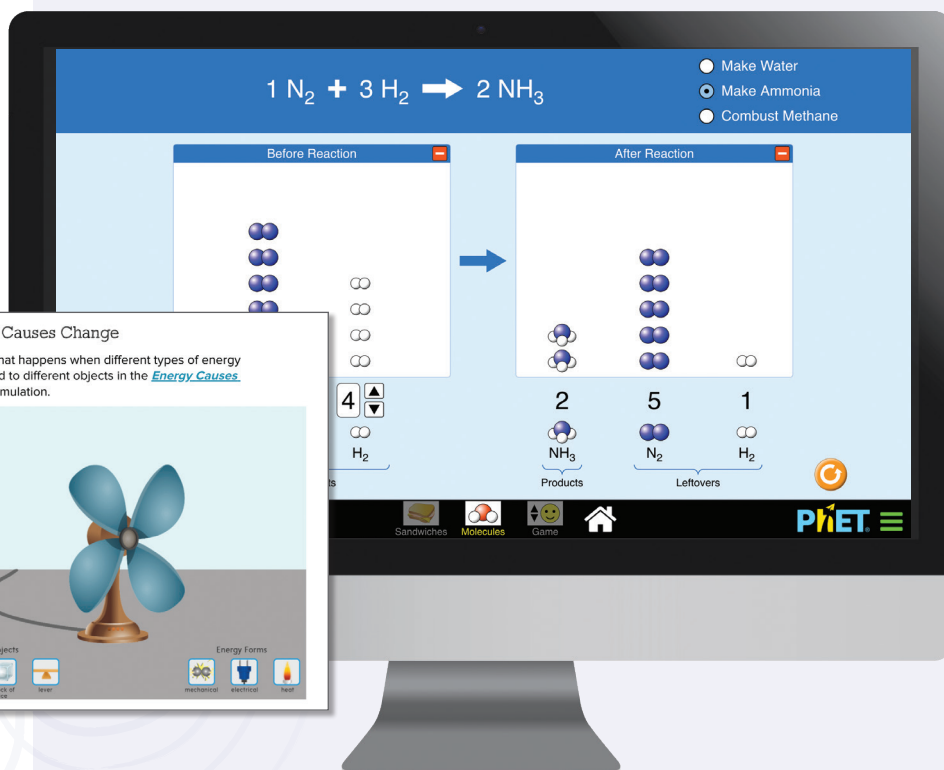 1 N₂ + 3 H₂ → 2 NH₃
Make Water
Make Ammonia
Combust Methane
Before Reaction
After Reaction
4
H₂
2
5
1
NH₃
N₂
H₂
Products
Leftovers
Sandwiches
Molecules
Game
PhET
Causes Change
happens when different types of energy
to different objects in the Energy Causes
Energy Forms
lever
mechanical
electrical
heat